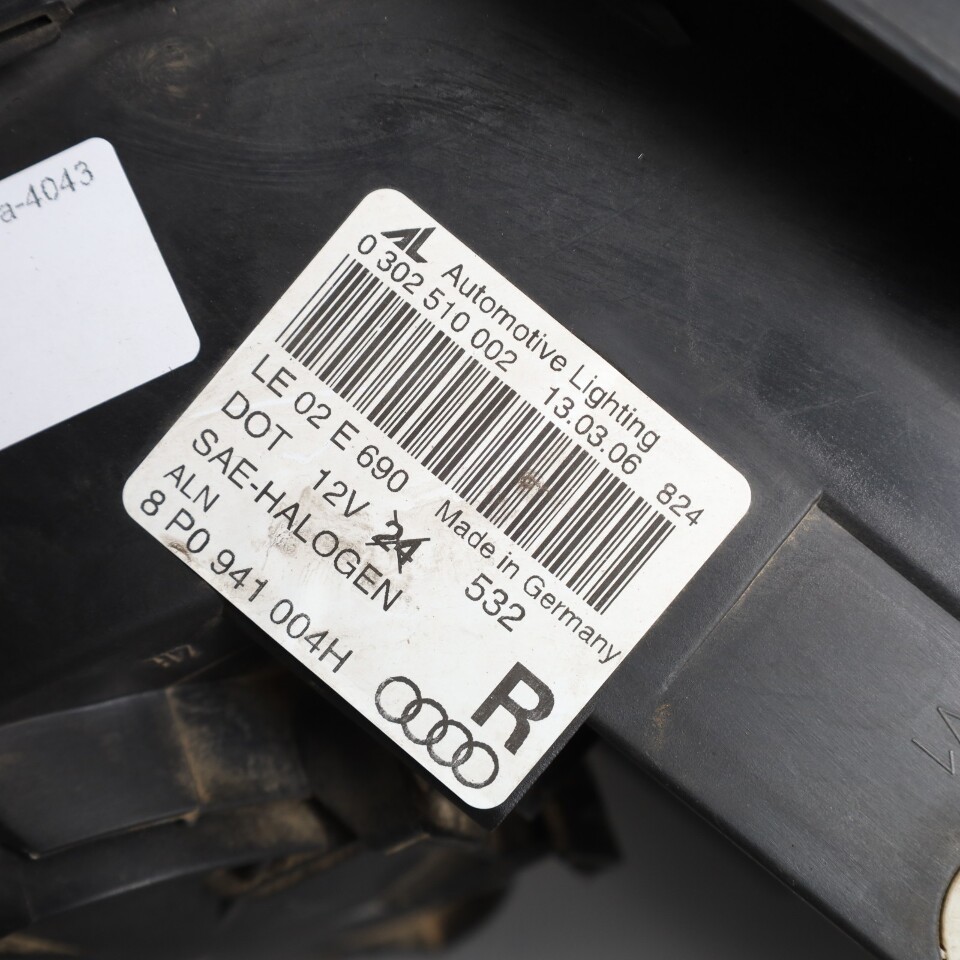 a-4043
AL Automotive Lighting
0 302 510 002 13.03.06 824
LE 02 E 690 Made in Germany
DOT 12V 24 532
SAE-HALOGEN
ALN
8 P0 941 004H
R